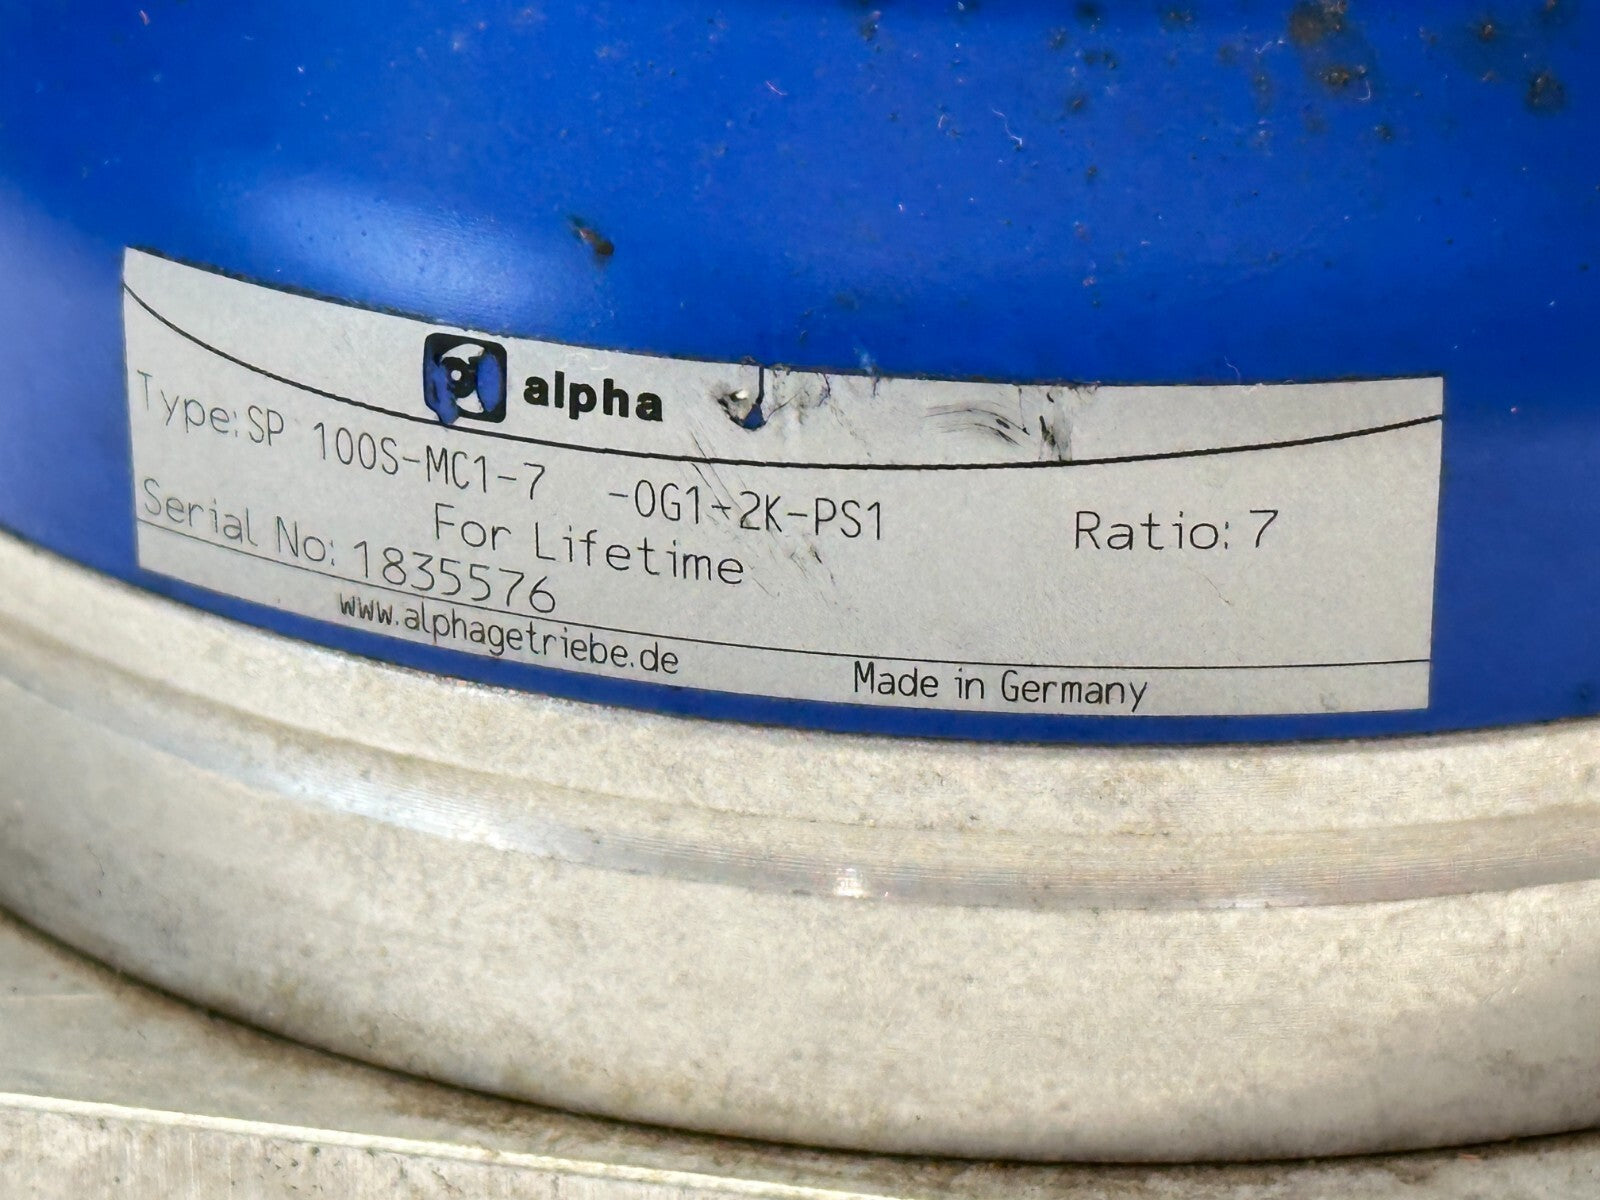 alpha
Type: SP 100S-MC1-7 -0G1-2K-PS1 Ratio: 7
For Lifetime
Serial No: 1835576
www.alphagetriebe.de Made in Germany